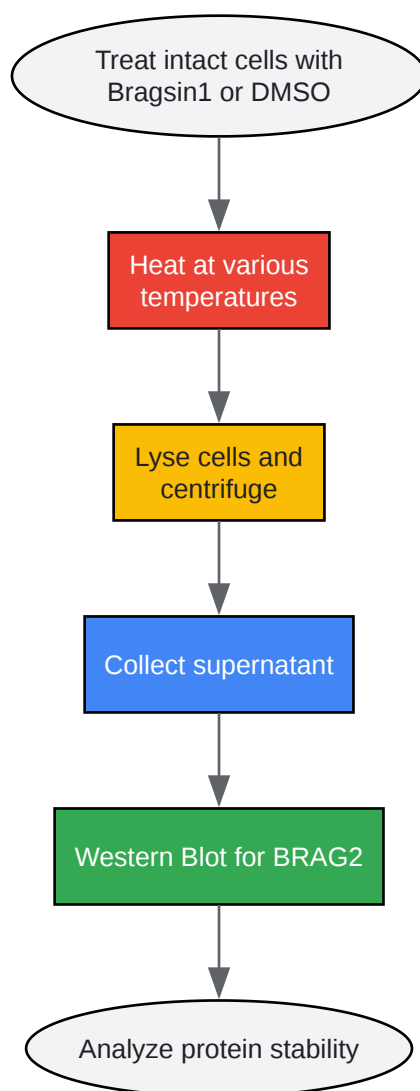 Treat intact cells with
Bragsin1 or DMSO
Heat at various
temperatures
Lyse cells and
centrifuge
Collect supernatant
Western Blot for BRAG2
Analyze protein stability